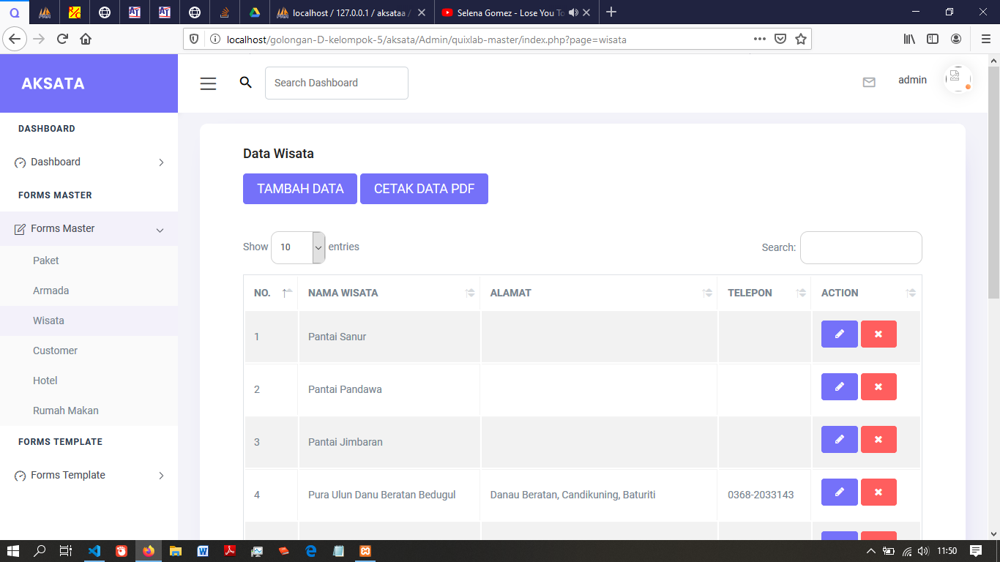 localhost / 127.0.0.1 / aksataa /
Selena Gomez - Lose You To
localhost/golongan-D-kelompok-5/aksata/Admin/quixlab-master/index.php?page=wisata
AKSATA
Search Dashboard
admin
DASHBOARD
Dashboard
FORMS MASTER
Forms Master
Paket
Armada
Wisata
Customer
Hotel
Rumah Makan
FORMS TEMPLATE
Forms Template
Data Wisata
TAMBAH DATA CETAK DATA PDF
Show 10 entries Search:
NO. NAMA WISATA ALAMAT TELEPON ACTION
1 Pantai Sanur
2 Pantai Pandawa
3 Pantai Jimbaran
4 Pura Ulun Danu Beratan Bedugul Danau Beratan, Candikuning, Baturiti 0368-2033143
11:50